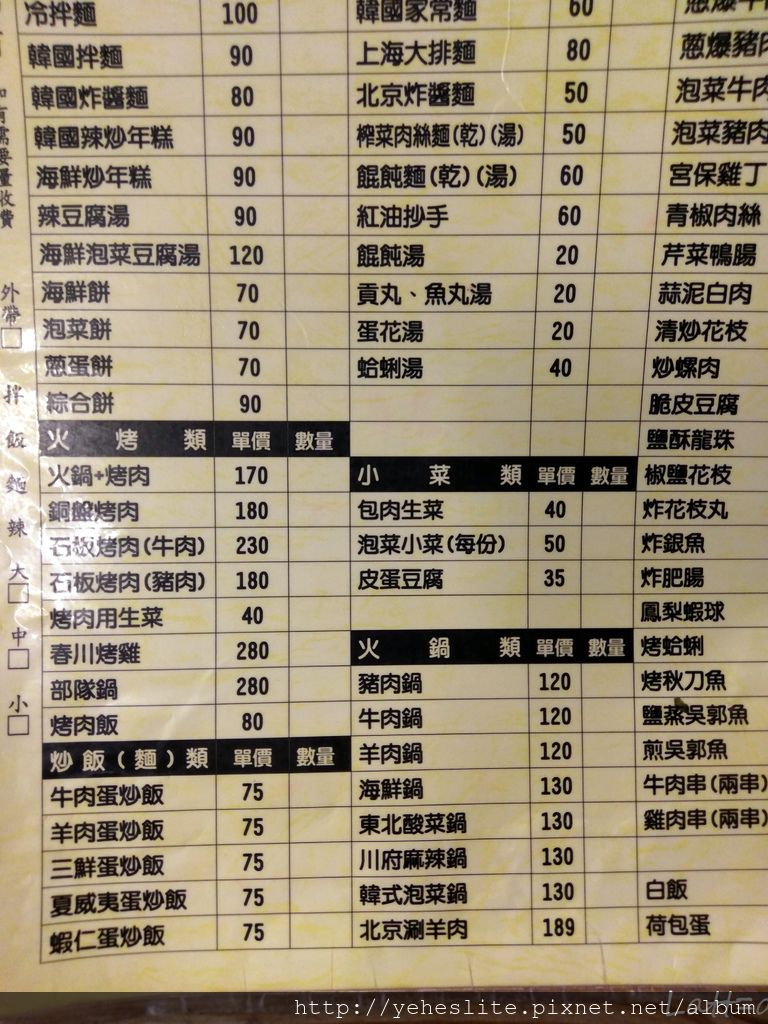 冷拌麵 100
韓國拌麵 90
韓國炸醬麵 80
韓國辣炒年糕 90
海鮮炒年糕 90
辣豆腐湯 90
海鮮泡菜豆腐湯 120
海鮮餅 70
泡菜餅 70
蔥蛋餅 70
綜合餅 90
火烤類 單價 數量
火鍋+烤肉 170
銅盤烤肉 180
石板烤肉(牛肉) 230
石板烤肉(豬肉) 180
烤肉用生菜 40
春川烤雞 280
部隊鍋 280
烤肉飯 80
炒飯(麵)類 單價 數量
牛肉蛋炒飯 75
羊肉蛋炒飯 75
三鮮蛋炒飯 75
夏威夷蛋炒飯 75
蝦仁蛋炒飯 75
韓國家常麵 60
上海大排麵 80
北京炸醬麵 50
榨菜肉絲麵(乾)(湯) 50
餛飩麵(乾)(湯) 60
紅油抄手 60
餛飩湯 20
貢丸、魚丸湯 20
蛋花湯 20
蛤蜊湯 40
小菜類 單價 數量
包肉生菜 40
泡菜小菜(每份) 50
皮蛋豆腐 35
火鍋類 單價 數量
豬肉鍋 120
牛肉鍋 120
羊肉鍋 120
海鮮鍋 130
東北酸菜鍋 130
川府麻辣鍋 130
韓式泡菜鍋 130
北京涮羊肉 189
蔥爆豬肉
泡菜牛肉
泡菜豬肉
宮保雞丁
青椒肉絲
芹菜鴨腸
蒜泥白肉
清炒花枝
炒螺肉
脆皮豆腐
鹽酥龍珠
椒鹽花枝
炸花枝丸
炸銀魚
炸肥腸
鳳梨蝦球
烤蛤蜊
烤秋刀魚
鹽蒸吳郭魚
煎吳郭魚
牛肉串(兩串)
雞肉串(兩串)
白飯
荷包蛋
有需要量收費
外帶□
拌飯麵辣
大□
中□
小□
http://yeheslite.pixnet.net/album